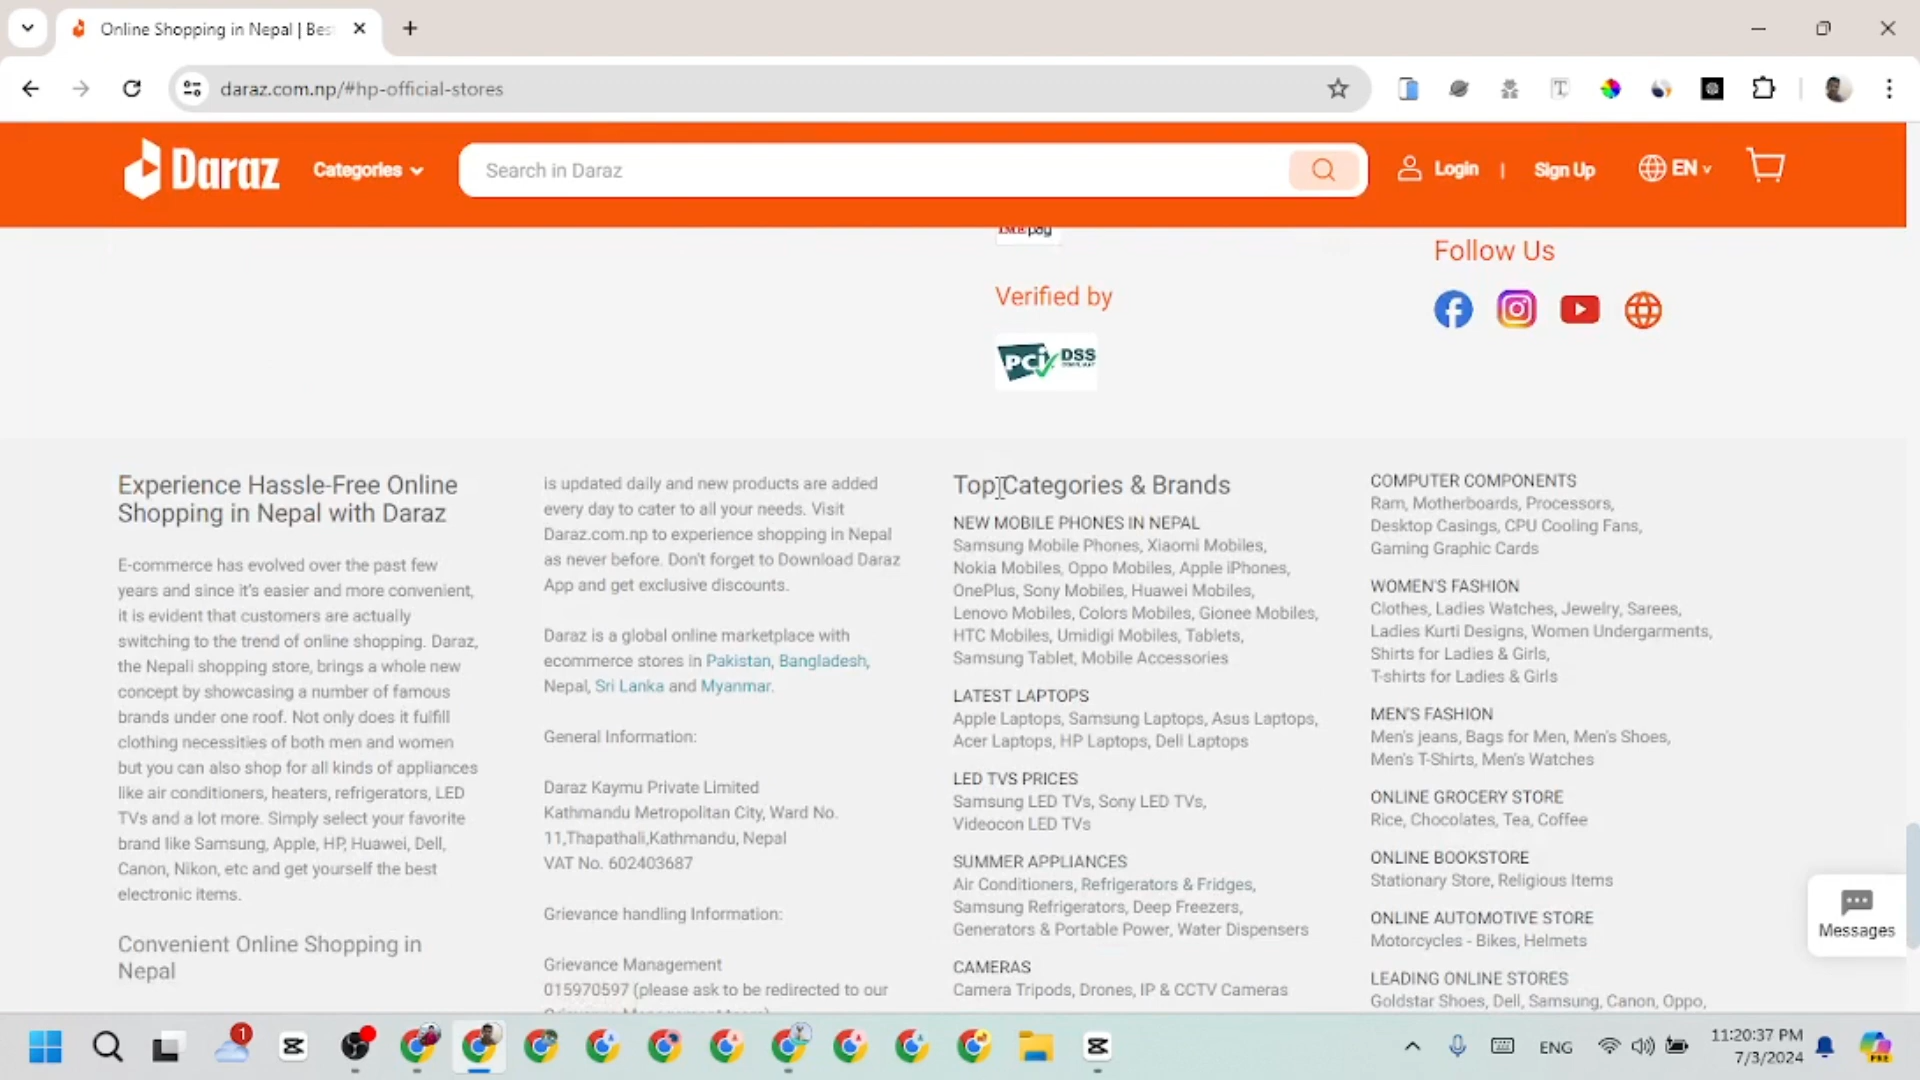 Online Shopping in Nepal | Bes
daraz.com.np/#hp-official-stores
Daraz
Categories
Search in Daraz
Login | Sign Up
EN
pay
Follow Us
Verified by
PCI DSS
Experience Hassle-Free Online
Shopping in Nepal with Daraz
E-commerce has evolved over the past few
years and since it's easier and more convenient,
it is evident that customers are actually
switching to the trend of online shopping. Daraz,
the Nepali shopping store, brings a whole new
concept by showcasing a number of famous
brands under one roof. Not only does it fulfill
clothing necessities of both men and women
but you can also shop for all kinds of appliances
like air conditioners, heaters, refrigerators, LED
TVs and a lot more. Simply select your favorite
brand like Samsung, Apple, HP, Huawei, Dell,
Canon, Nikon, etc and get yourself the best
electronic items.
Convenient Online Shopping in
Nepal
is updated daily and new products are added
every day to cater to all your needs. Visit
Daraz.com.np to experience shopping in Nepal
as never before. Don't forget to Download Daraz
App and get exclusive discounts.
Daraz is a global online marketplace with
ecommerce stores in Pakistan, Bangladesh,
Nepal, Sri Lanka and Myanmar.
General Information:
Daraz Kaymu Private Limited
Kathmandu Metropolitan City, Ward No.
11,Thapathali,Kathmandu, Nepal
VAT No. 602403687
Grievance handling Information:
Grievance Management
015970597 (please ask to be redirected to our
Top Categories & Brands
NEW MOBILE PHONES IN NEPAL
Samsung Mobile Phones, Xiaomi Mobiles,
Nokia Mobiles, Oppo Mobiles, Apple iPhones,
OnePlus, Sony Mobiles, Huawei Mobiles,
Lenovo Mobiles, Colors Mobiles, Gionee Mobiles,
HTC Mobiles, Umidigi Mobiles, Tablets,
Samsung Tablet, Mobile Accessories
LATEST LAPTOPS
Apple Laptops, Samsung Laptops, Asus Laptops,
Acer Laptops, HP Laptops, Dell Laptops
LED TVS PRICES
Samsung LED TVs, Sony LED TVs,
Videocon LED TVs
SUMMER APPLIANCES
Air Conditioners, Refrigerators & Fridges,
Samsung Refrigerators, Deep Freezers,
Generators & Portable Power, Water Dispensers
CAMERAS
Camera Tripods, Drones, IP & CCTV Cameras
COMPUTER COMPONENTS
Ram, Motherboards, Processors,
Desktop Casings, CPU Cooling Fans,
Gaming Graphic Cards
WOMEN'S FASHION
Clothes, Ladies Watches, Jewelry, Sarees,
Ladies Kurti Designs, Women Undergarments,
Shirts for Ladies & Girls,
T-shirts for Ladies & Girls
MEN'S FASHION
Men's jeans, Bags for Men, Men's Shoes,
Men's T-Shirts, Men's Watches
ONLINE GROCERY STORE
Rice, Chocolates, Tea, Coffee
ONLINE BOOKSTORE
Stationary Store, Religious Items
ONLINE AUTOMOTIVE STORE
Motorcycles - Bikes, Helmets
LEADING ONLINE STORES
Goldstar Shoes, Dell, Samsung, Canon, Oppo,
Messages
1
ENG
11:20:37 PM
7/3/2024
PRE